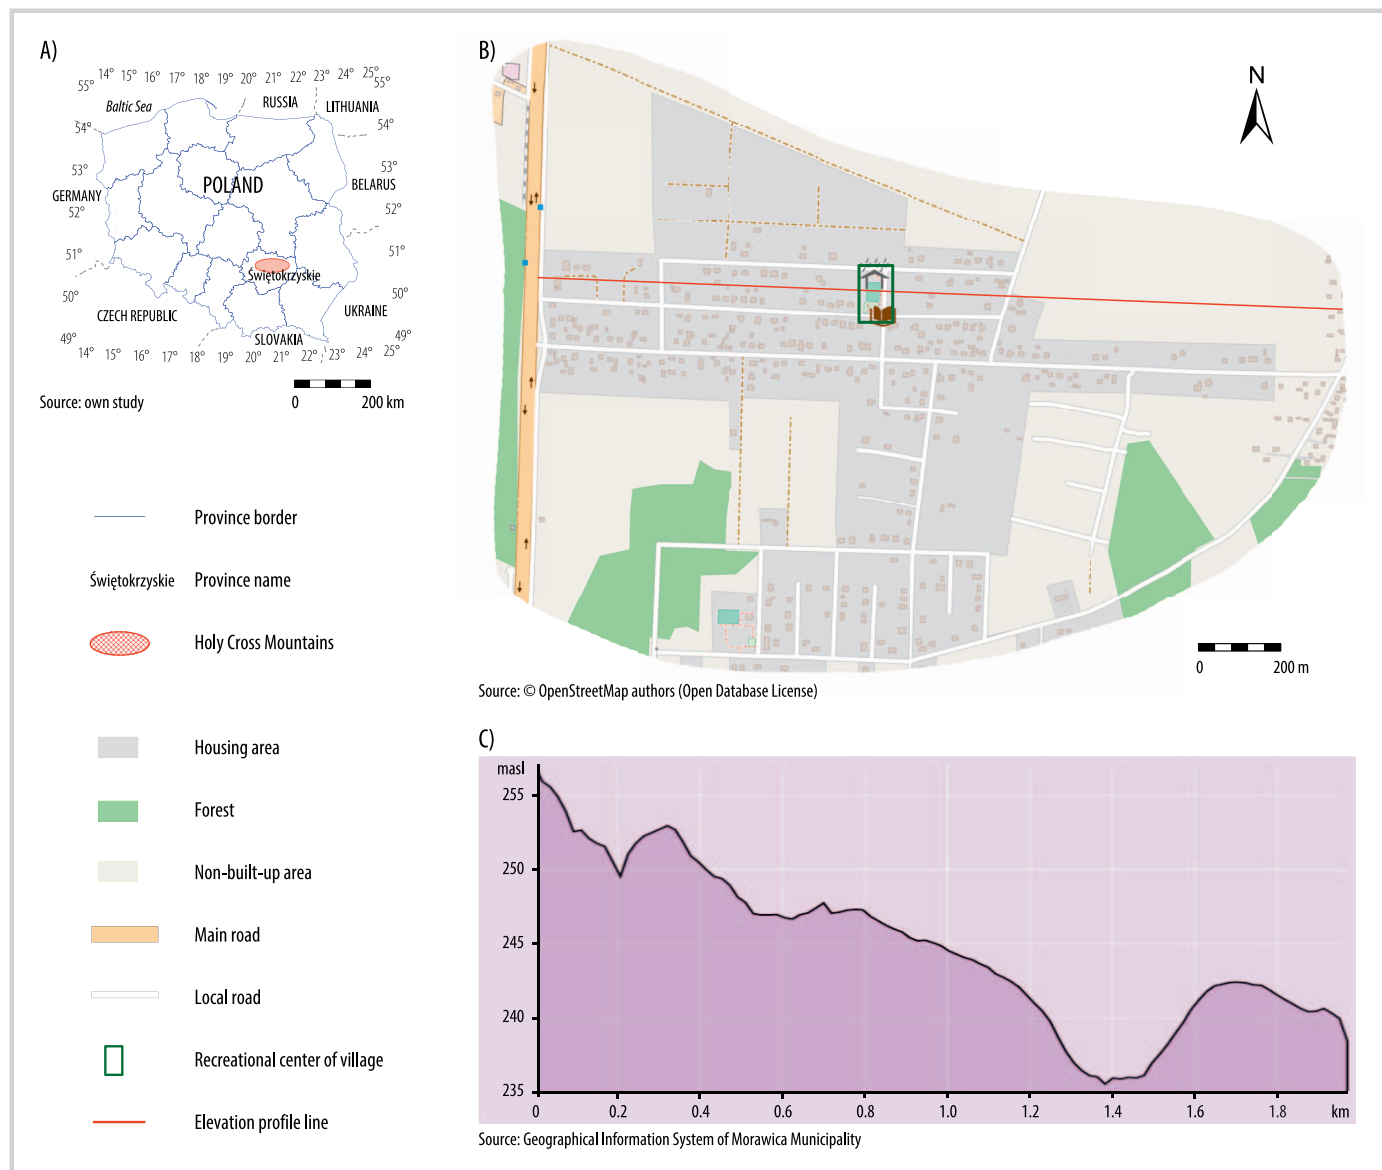 A)
14° 15° 16° 17° 18° 19° 20° 21° 22° 23° 24° 25°
55° 55°
Baltic Sea
RUSSIA
LITHUANIA
54° 54°
53° 53°
POLAND
GERMANY
BELARUS
52° 52°
51° 51°
Świętokrzyskie
50° 50°
CZECH REPUBLIC
UKRAINE
SLOVAKIA
49° 49°
14° 15° 16° 17° 18° 19° 20° 21° 22° 23° 24° 25°
0 200 km
Source: own study
Province border
Świętokrzyskie Province name
Holy Cross Mountains
Housing area
Forest
Non-built-up area
Main road
Local road
Recreational center of village
Elevation profile line
B)
N
0 200 m
Source: © OpenStreetMap authors (Open Database License)
C)
masl
255
250
245
240
235
0 0.2 0.4 0.6 0.8 1.0 1.2 1.4 1.6 1.8 km
Source: Geographical Information System of Morawica Municipality